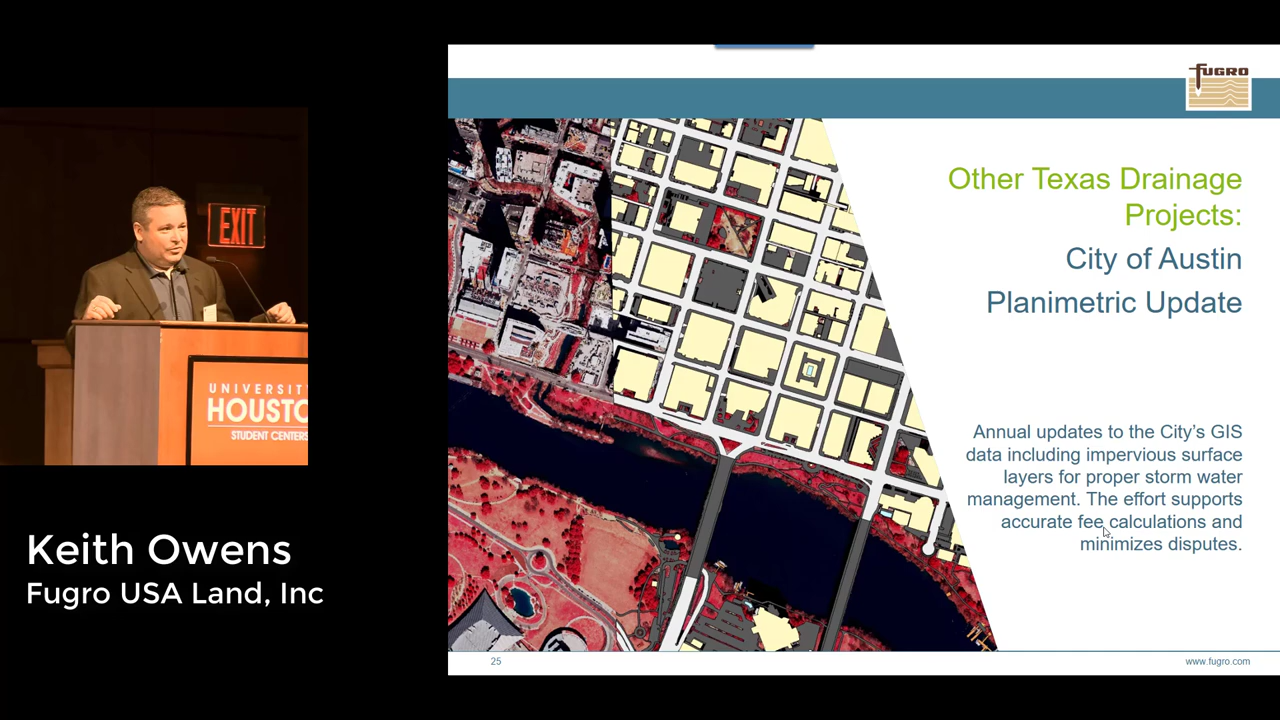 FUGRO
Other Texas Drainage
Projects:
City of Austin
Planimetric Update
Annual updates to the City's GIS
data including impervious surface
layers for proper storm water
management. The effort supports
accurate fee calculations and
minimizes disputes.
25
www.fugro.com
EXIT
UNIVERSIT
HOUSTO
STUDENT CENTERS
Keith Owens
Fugro USA Land, Inc